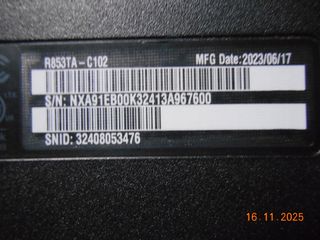 R853TA-C102 MFG Date:2023/06/17
S/N: NXA91EB00K32413A967600
SNID: 32408053476
16.11.2025